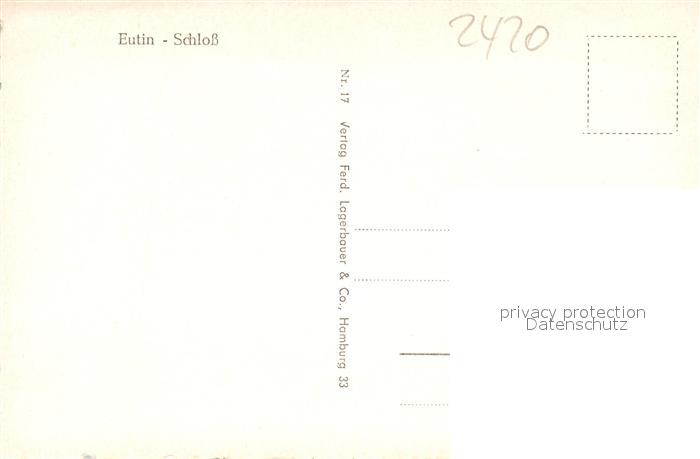 Eutin - Schloß
2420
Nr. 17 Verlag Ferd. Lagerbauer & Co., Hamburg 33
privacy protection
Datenschutz